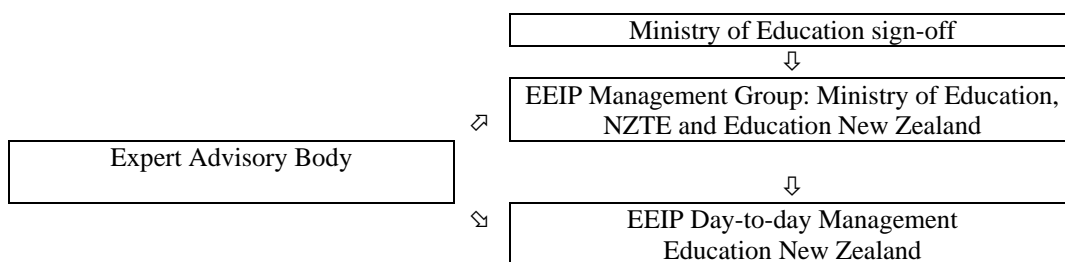 Ministry of Education sign-off
EEIP Management Group: Ministry of Education,
NZTE and Education New Zealand
Expert Advisory Body
EEIP Day-to-day Management
Education New Zealand